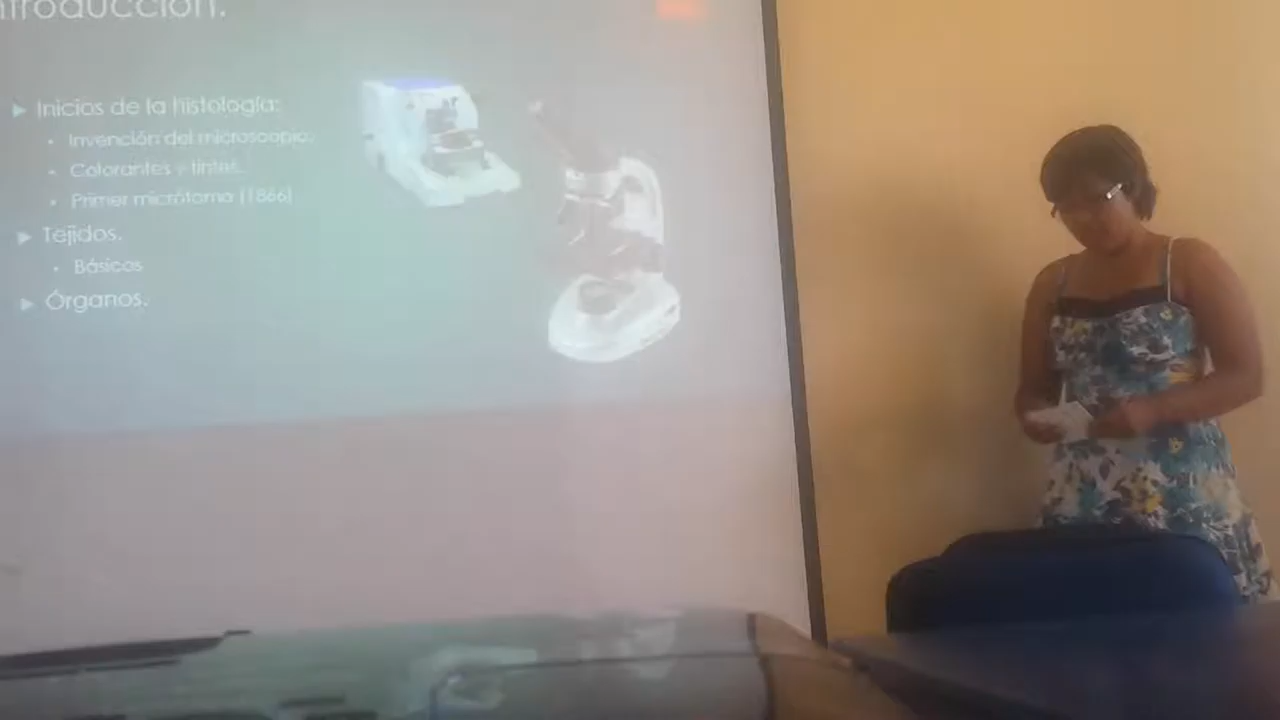 ntroducción.
Inicios de la histología:
Invención del microscopio.
Colorantes y tintes.
Primer micrótomo (1866)
Tejidos.
Básicos
Órganos.